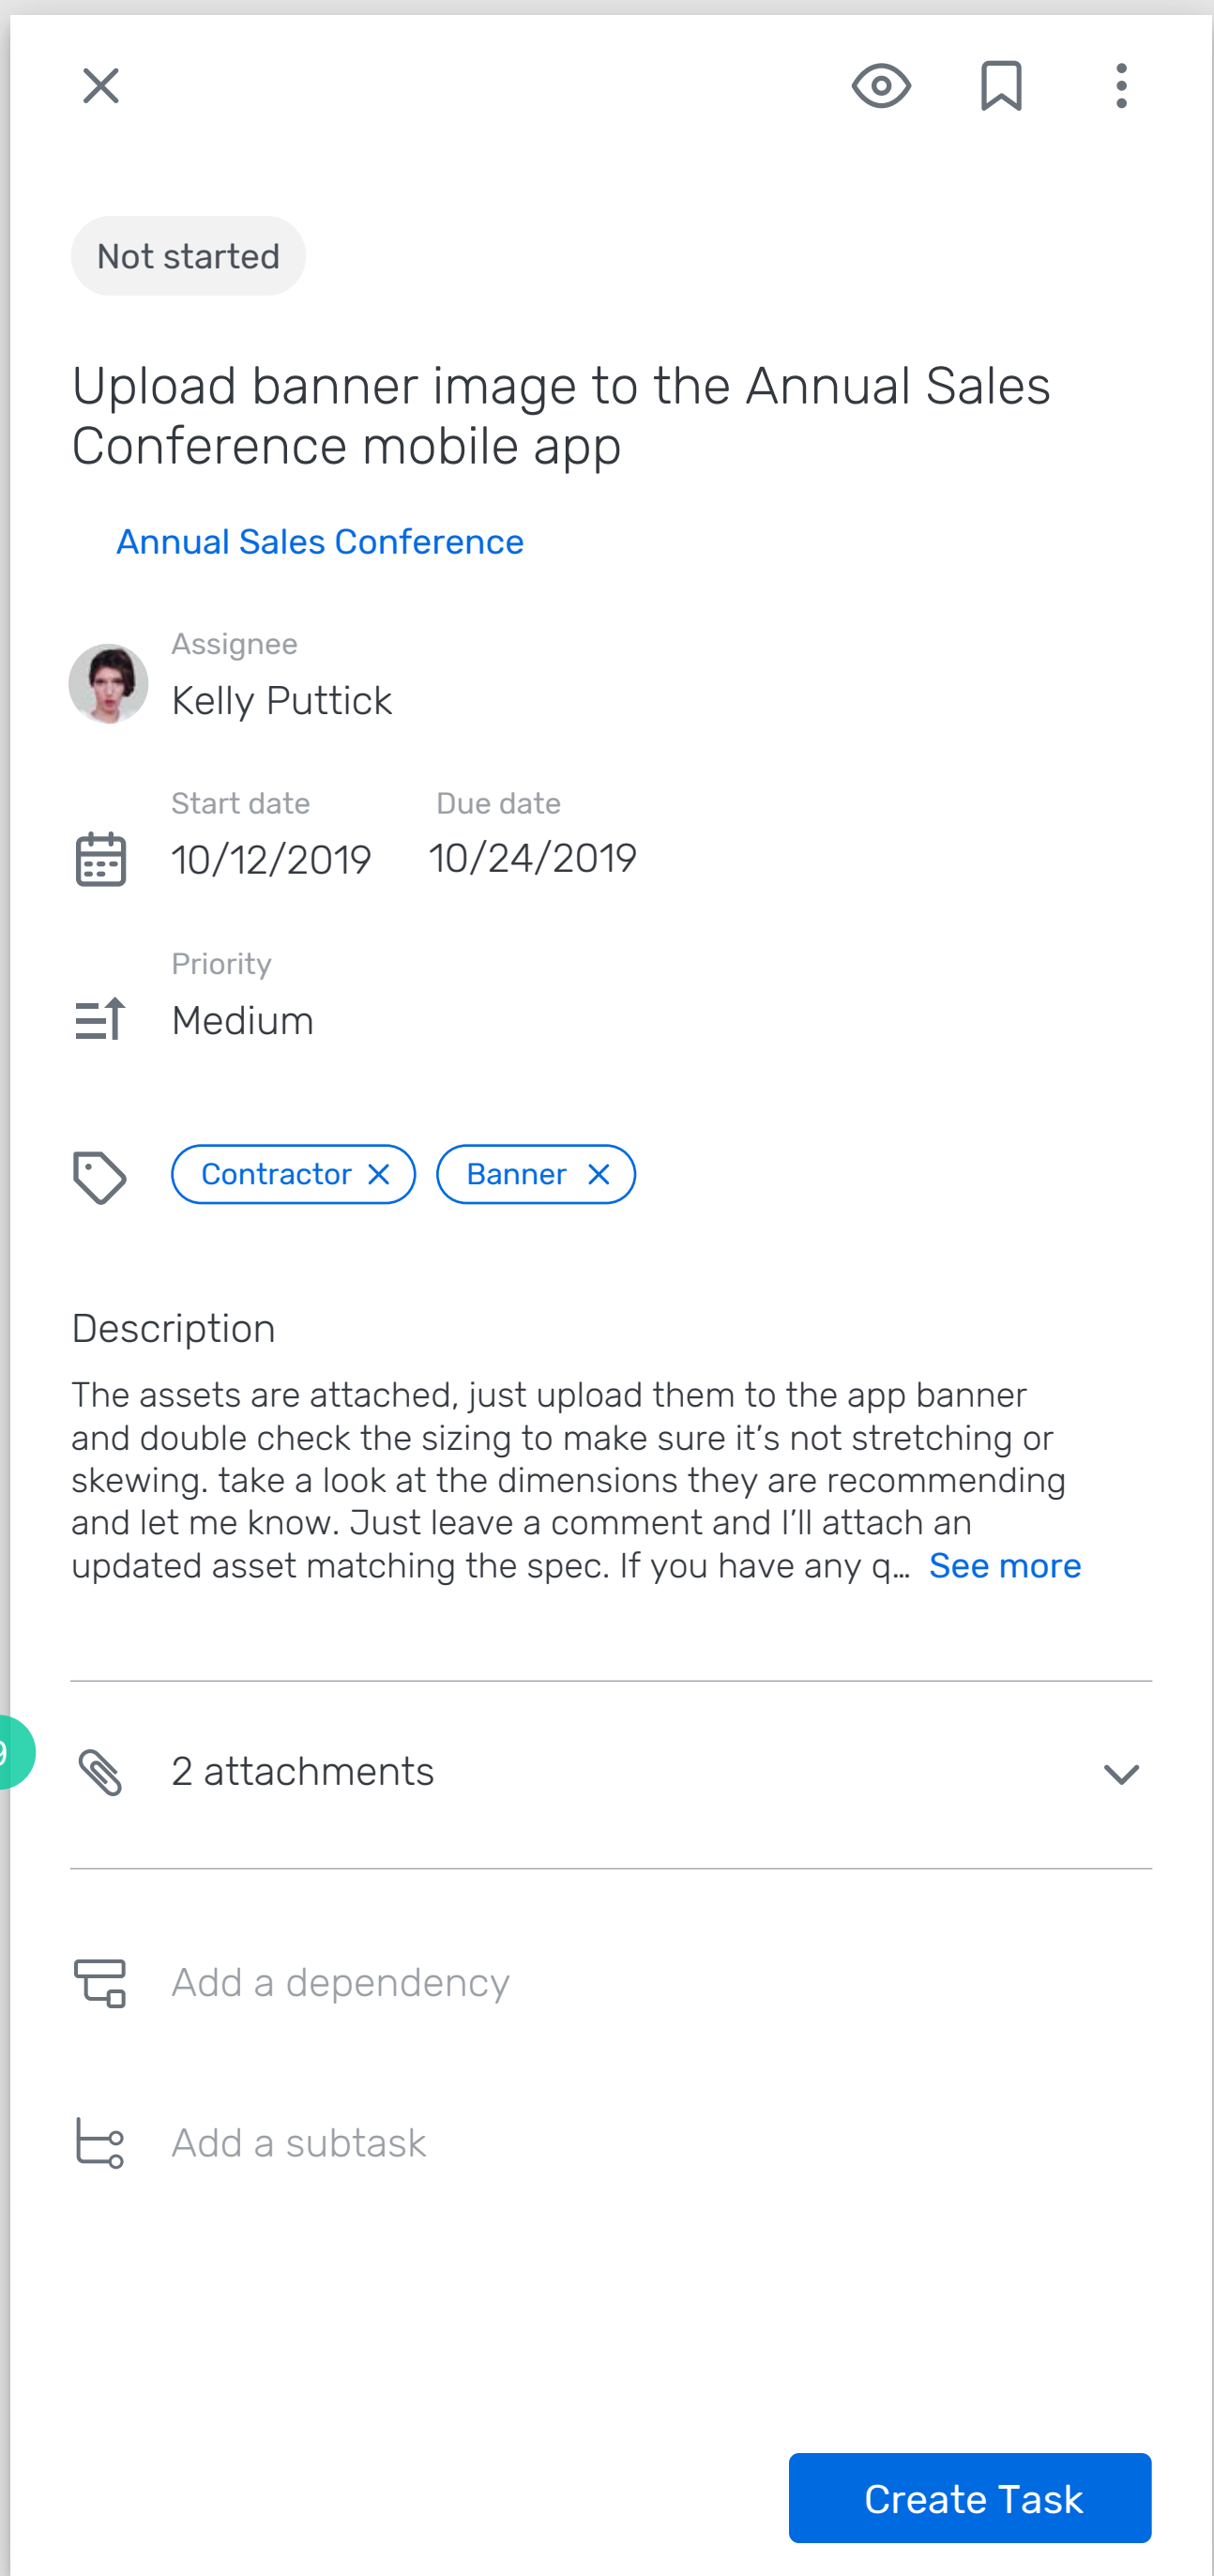 Not started
Upload banner image to the Annual Sales
Conference mobile app
Annual Sales Conference
Assignee
Kelly Puttick
Start date Due date
10/12/2019 10/24/2019
Priority
Medium
Contractor Banner
Description
The assets are attached, just upload them to the app banner
and double check the sizing to make sure it’s not stretching or
skewing. take a look at the dimensions they are recommending
and let me know. Just leave a comment and I’ll attach an
updated asset matching the spec. If you have any q... See more
2 attachments
Add a dependency
Add a subtask
Create Task